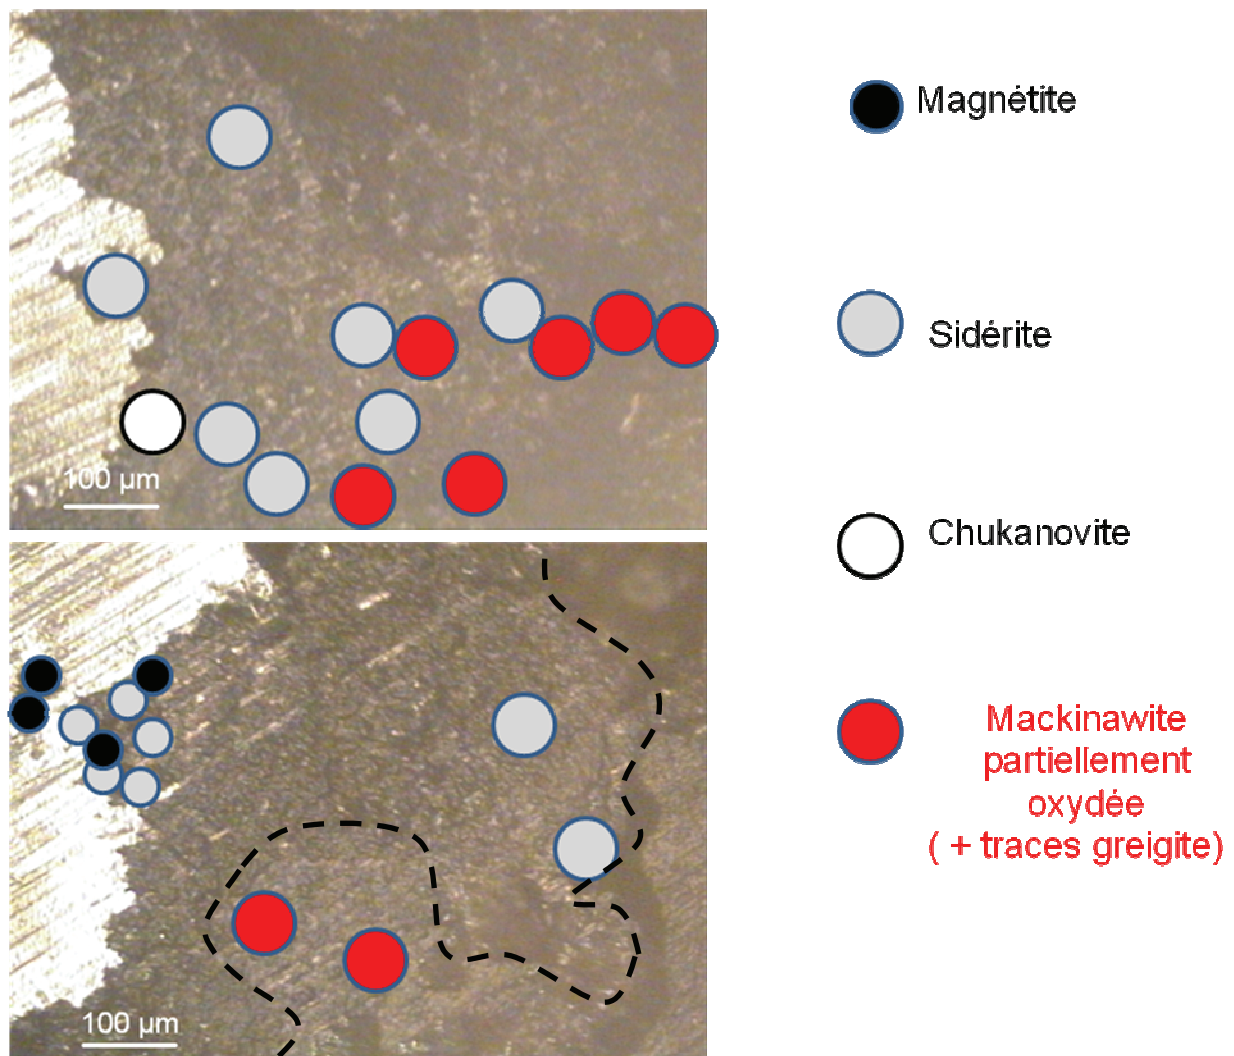 Magnétite
Sidérite
Chukanovite
Mackinawite
partiellement
oxydée
( + traces greigite)
100 µm
100 µm